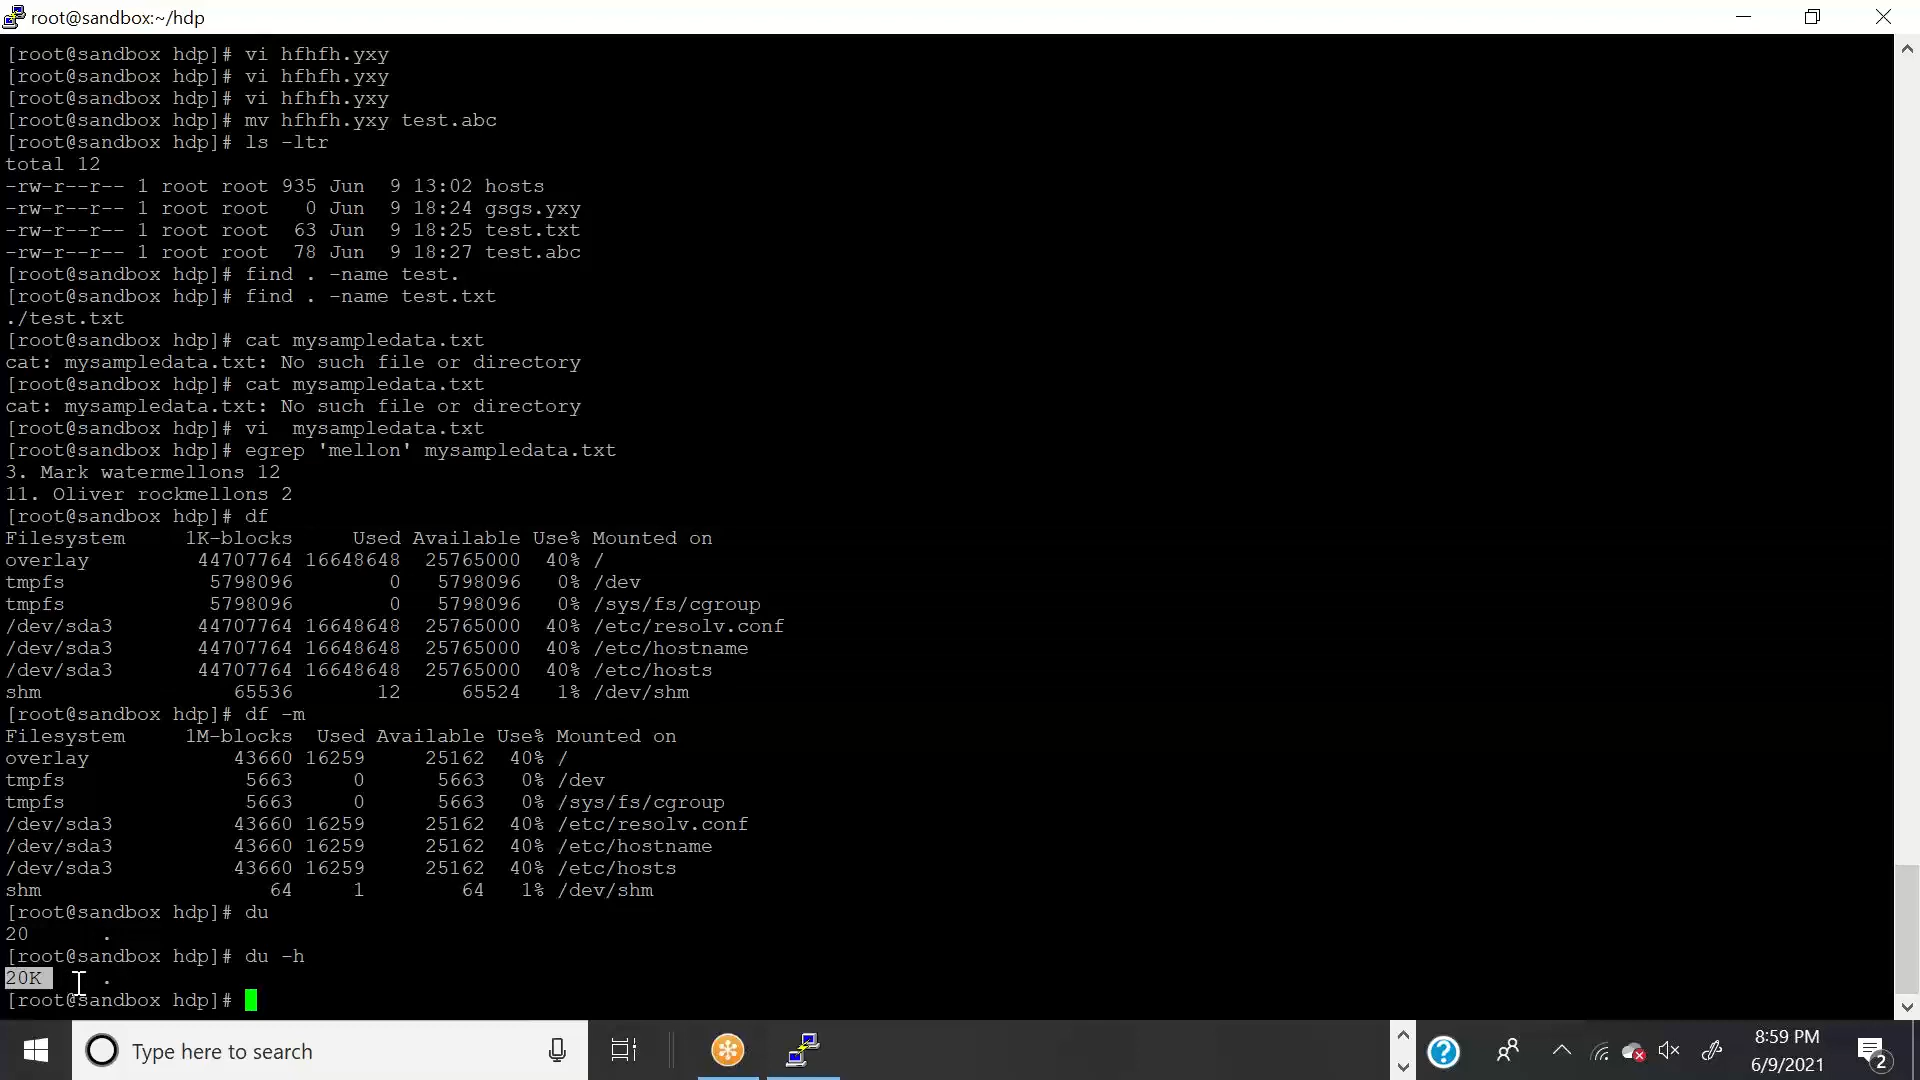 root@sandbox:~/hdp
[root@sandbox hdp]# vi hfhfh.yxy
[root@sandbox hdp]# vi hfhfh.yxy
[root@sandbox hdp]# vi hfhfh.yxy
[root@sandbox hdp]# mv hfhfh.yxy test.abc
[root@sandbox hdp]# ls -ltr
total 12
-rw-r--r-- 1 root root 935 Jun  9 13:02 hosts
-rw-r--r-- 1 root root   0 Jun  9 18:24 gsgs.yxy
-rw-r--r-- 1 root root  63 Jun  9 18:25 test.txt
-rw-r--r-- 1 root root  78 Jun  9 18:27 test.abc
[root@sandbox hdp]# find . -name test.
[root@sandbox hdp]# find . -name test.txt
./test.txt
[root@sandbox hdp]# cat mysampledata.txt
cat: mysampledata.txt: No such file or directory
[root@sandbox hdp]# cat mysampledata.txt
cat: mysampledata.txt: No such file or directory
[root@sandbox hdp]# vi  mysampledata.txt
[root@sandbox hdp]# egrep 'mellon' mysampledata.txt
3. Mark watermellons 12
11. Oliver rockmellons 2
[root@sandbox hdp]# df
Filesystem     1K-blocks     Used Available Use% Mounted on
overlay         44707764 16648648  25765000  40% /
tmpfs            5798096        0   5798096   0% /dev
tmpfs            5798096        0   5798096   0% /sys/fs/cgroup
/dev/sda3       44707764 16648648  25765000  40% /etc/resolv.conf
/dev/sda3       44707764 16648648  25765000  40% /etc/hostname
/dev/sda3       44707764 16648648  25765000  40% /etc/hosts
shm                65536       12     65524   1% /dev/shm
[root@sandbox hdp]# df -m
Filesystem     1M-blocks  Used Available Use% Mounted on
overlay            43660 16259     25162  40% /
tmpfs               5663     0      5663   0% /dev
tmpfs               5663     0      5663   0% /sys/fs/cgroup
/dev/sda3          43660 16259     25162  40% /etc/resolv.conf
/dev/sda3          43660 16259     25162  40% /etc/hostname
/dev/sda3          43660 16259     25162  40% /etc/hosts
shm                   64     1        64   1% /dev/shm
[root@sandbox hdp]# du
20      .
[root@sandbox hdp]# du -h
20K     .
[root@sandbox hdp]#
Type here to search
8:59 PM
6/9/2021
2